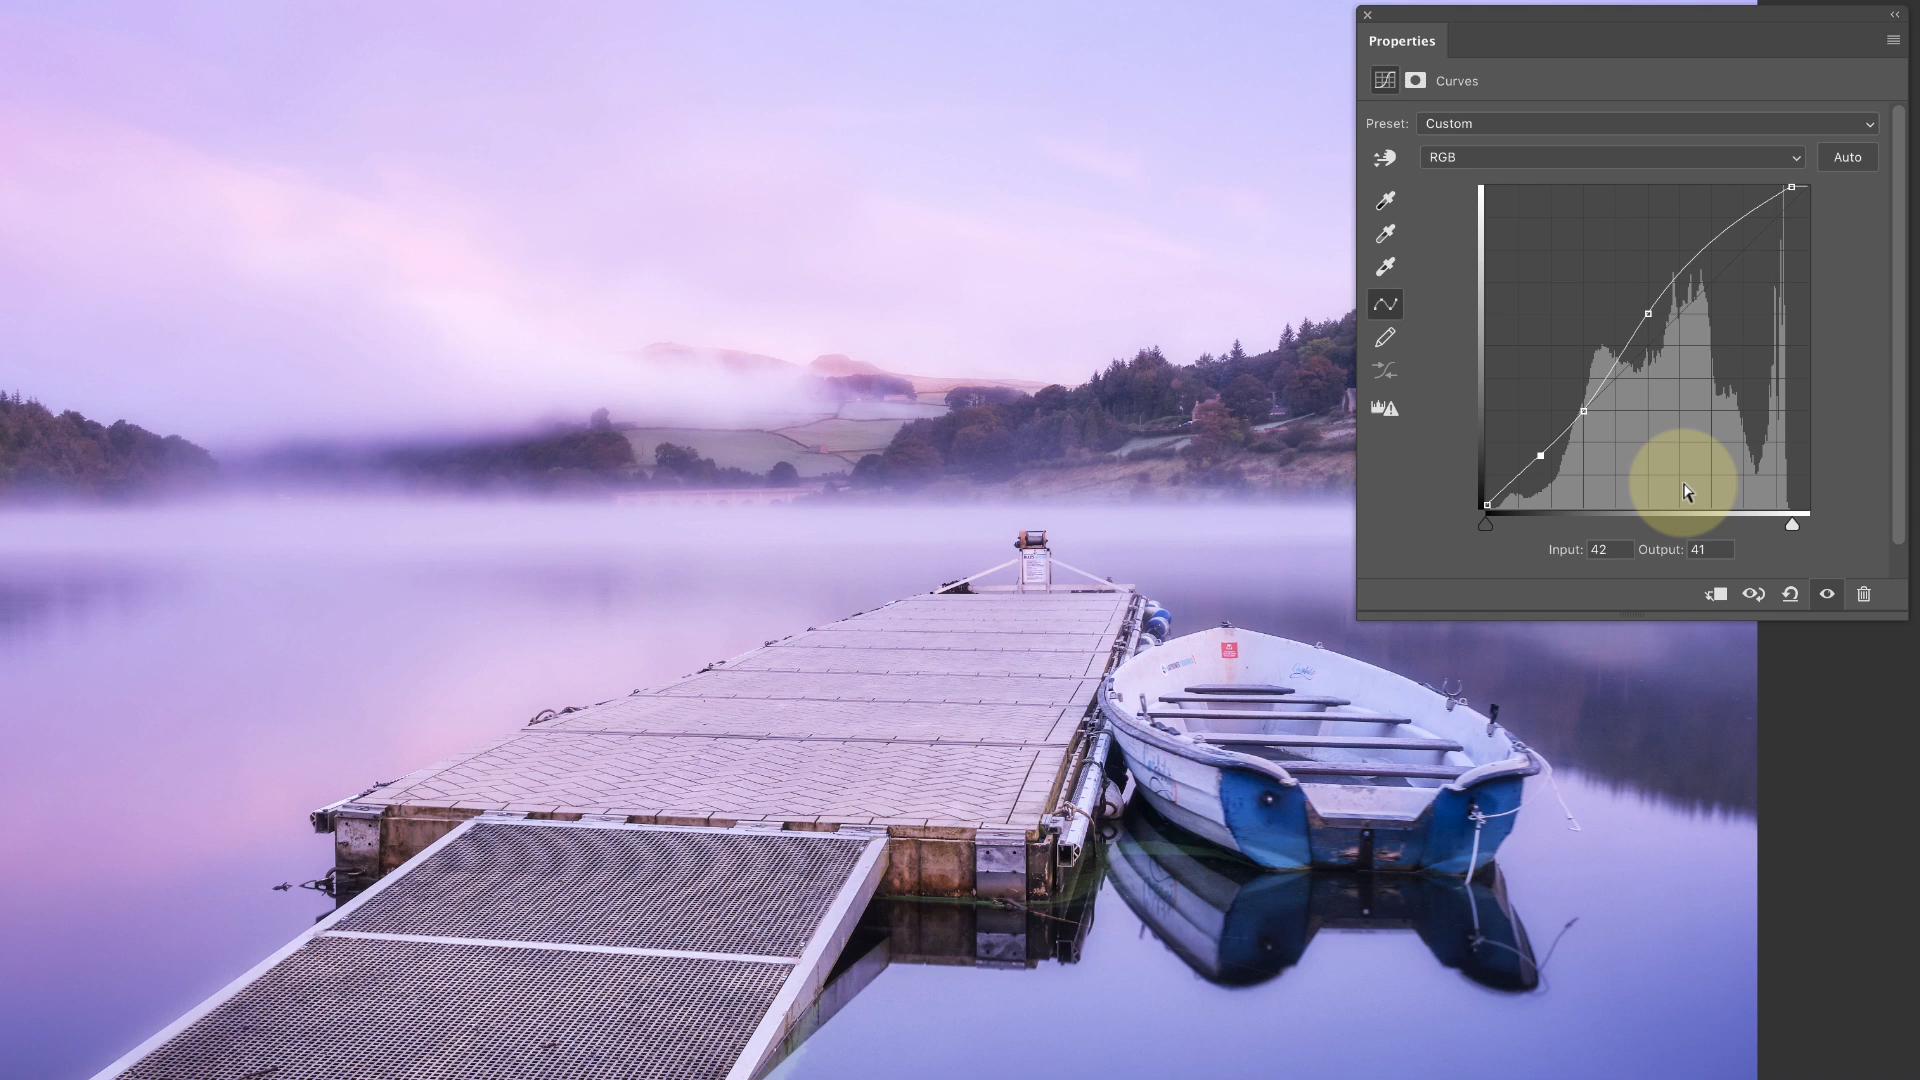 Properties
Curves
Preset: Custom
RGB
Auto
Input: 42 Output: 41